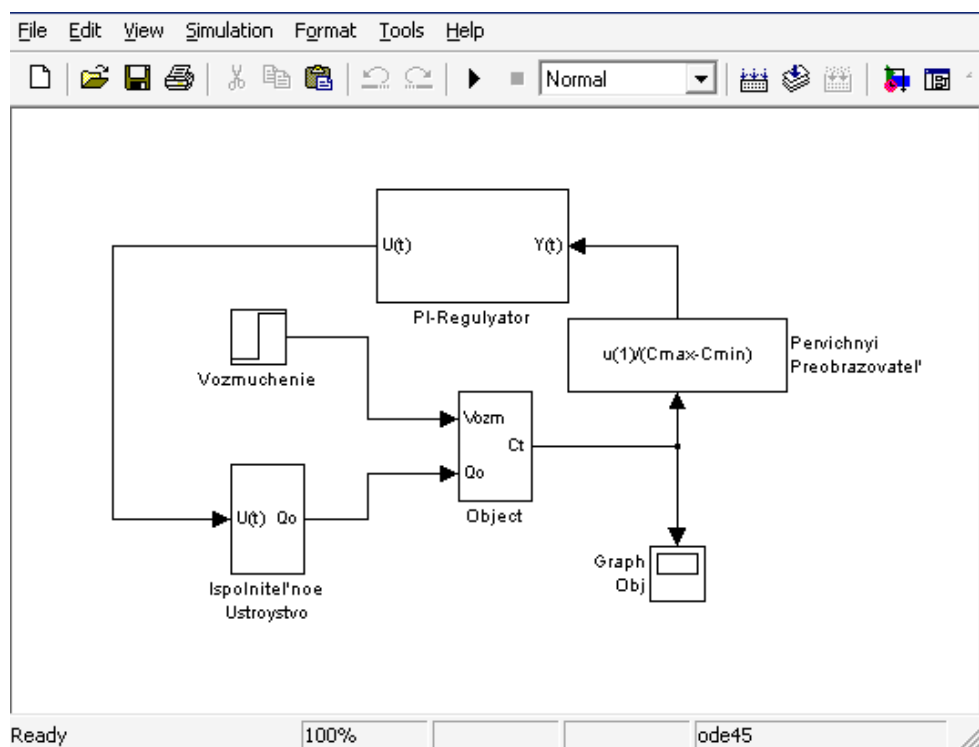 File Edit View Simulation Format Tools Help
Normal
U(t) Y(t)
PI-Regulyator
u(1)/(Cmax-Cmin)
Pervichnyi
Preobrazovatel'
Vozmuchenie
Vozm
Ct
Qo
Object
U(t) Qo
Ispolnitel'noe
Ustroystvo
Graph
Obj
Ready 100% ode45